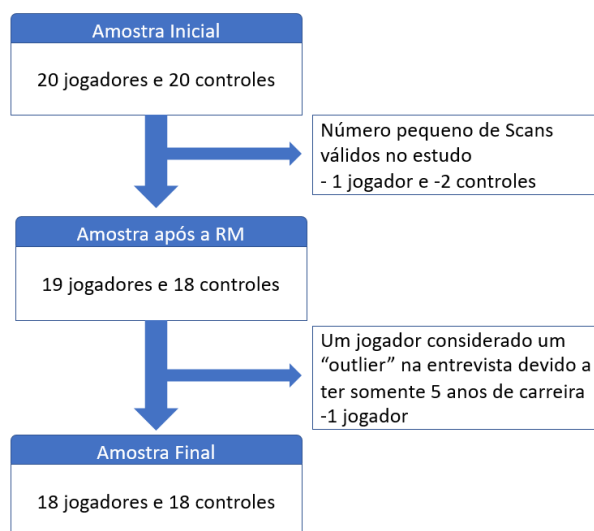 Amostra Inicial
20 jogadores e 20 controles
Número pequeno de Scans
válidos no estudo
- 1 jogador e -2 controles
Amostra após a RM
19 jogadores e 18 controles
Um jogador considerado um
“outlier” na entrevista devido a
ter somente 5 anos de carreira
-1 jogador
Amostra Final
18 jogadores e 18 controles